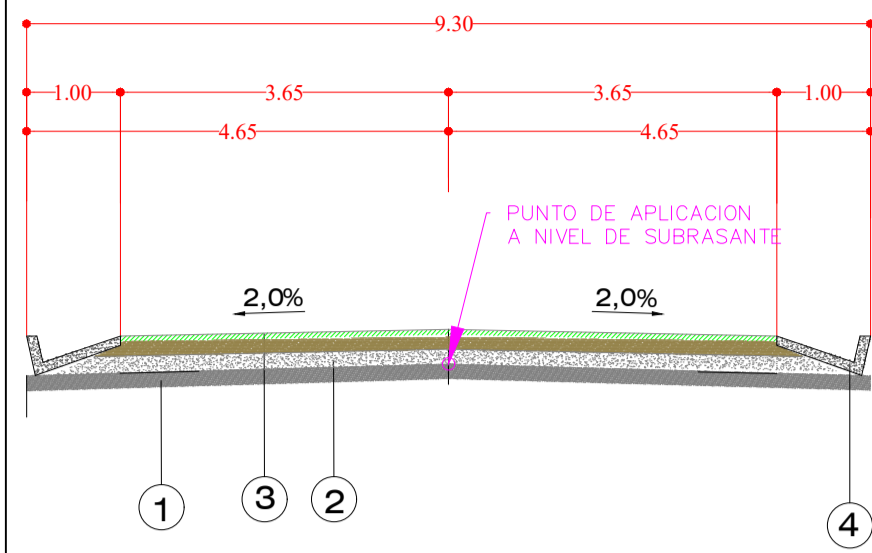 9.30
1.00 3.65 3.65 1.00
4.65 4.65
PUNTO DE APLICACION
A NIVEL DE SUBRASANTE
2,0% 2,0%
1 3 2 4